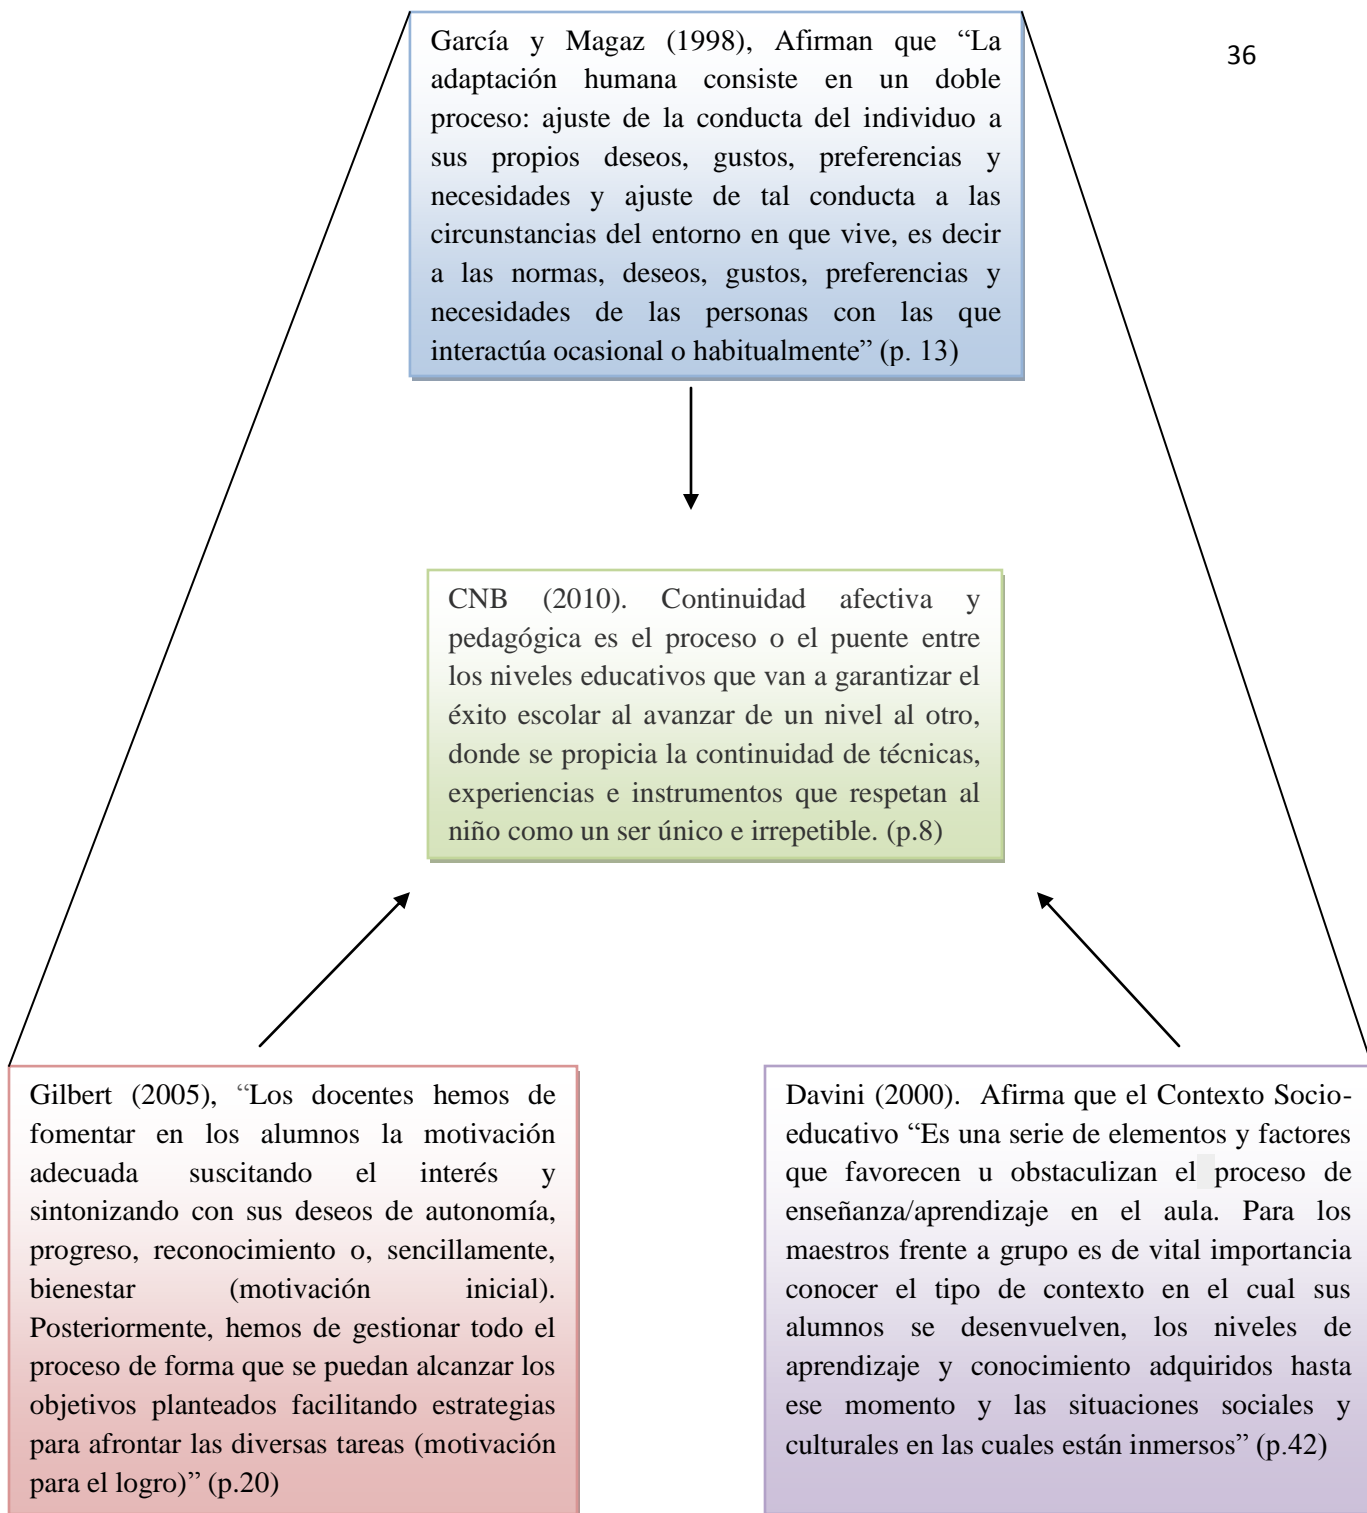 36
García y Magaz (1998), Afirman que “La
adaptación humana consiste en un doble
proceso: ajuste de la conducta del individuo a
sus propios deseos, gustos, preferencias y
necesidades y ajuste de tal conducta a las
circunstancias del entorno en que vive, es decir
a las normas, deseos, gustos, preferencias y
necesidades de las personas con las que
interactúa ocasional o habitualmente” (p. 13)
CNB (2010). Continuidad afectiva y
pedagógica es el proceso o el puente entre
los niveles educativos que van a garantizar el
éxito escolar al avanzar de un nivel al otro,
donde se propicia la continuidad de técnicas,
experiencias e instrumentos que respetan al
niño como un ser único e irrepetible. (p.8)
Gilbert (2005), “Los docentes hemos de
fomentar en los alumnos la motivación
adecuada suscitando el interés y
sintonizando con sus deseos de autonomía,
progreso, reconocimiento o, sencillamente,
bienestar (motivación inicial).
Posteriormente, hemos de gestionar todo el
proceso de forma que se puedan alcanzar los
objetivos planteados facilitando estrategias
para afrontar las diversas tareas (motivación
para el logro)” (p.20)
Davini (2000). Afirma que el Contexto Socio-
educativo “Es una serie de elementos y factores
que favorecen u obstaculizan el proceso de
enseñanza/aprendizaje en el aula. Para los
maestros frente a grupo es de vital importancia
conocer el tipo de contexto en el cual sus
alumnos se desenvuelven, los niveles de
aprendizaje y conocimiento adquiridos hasta
ese momento y las situaciones sociales y
culturales en las cuales están inmersos” (p.42)